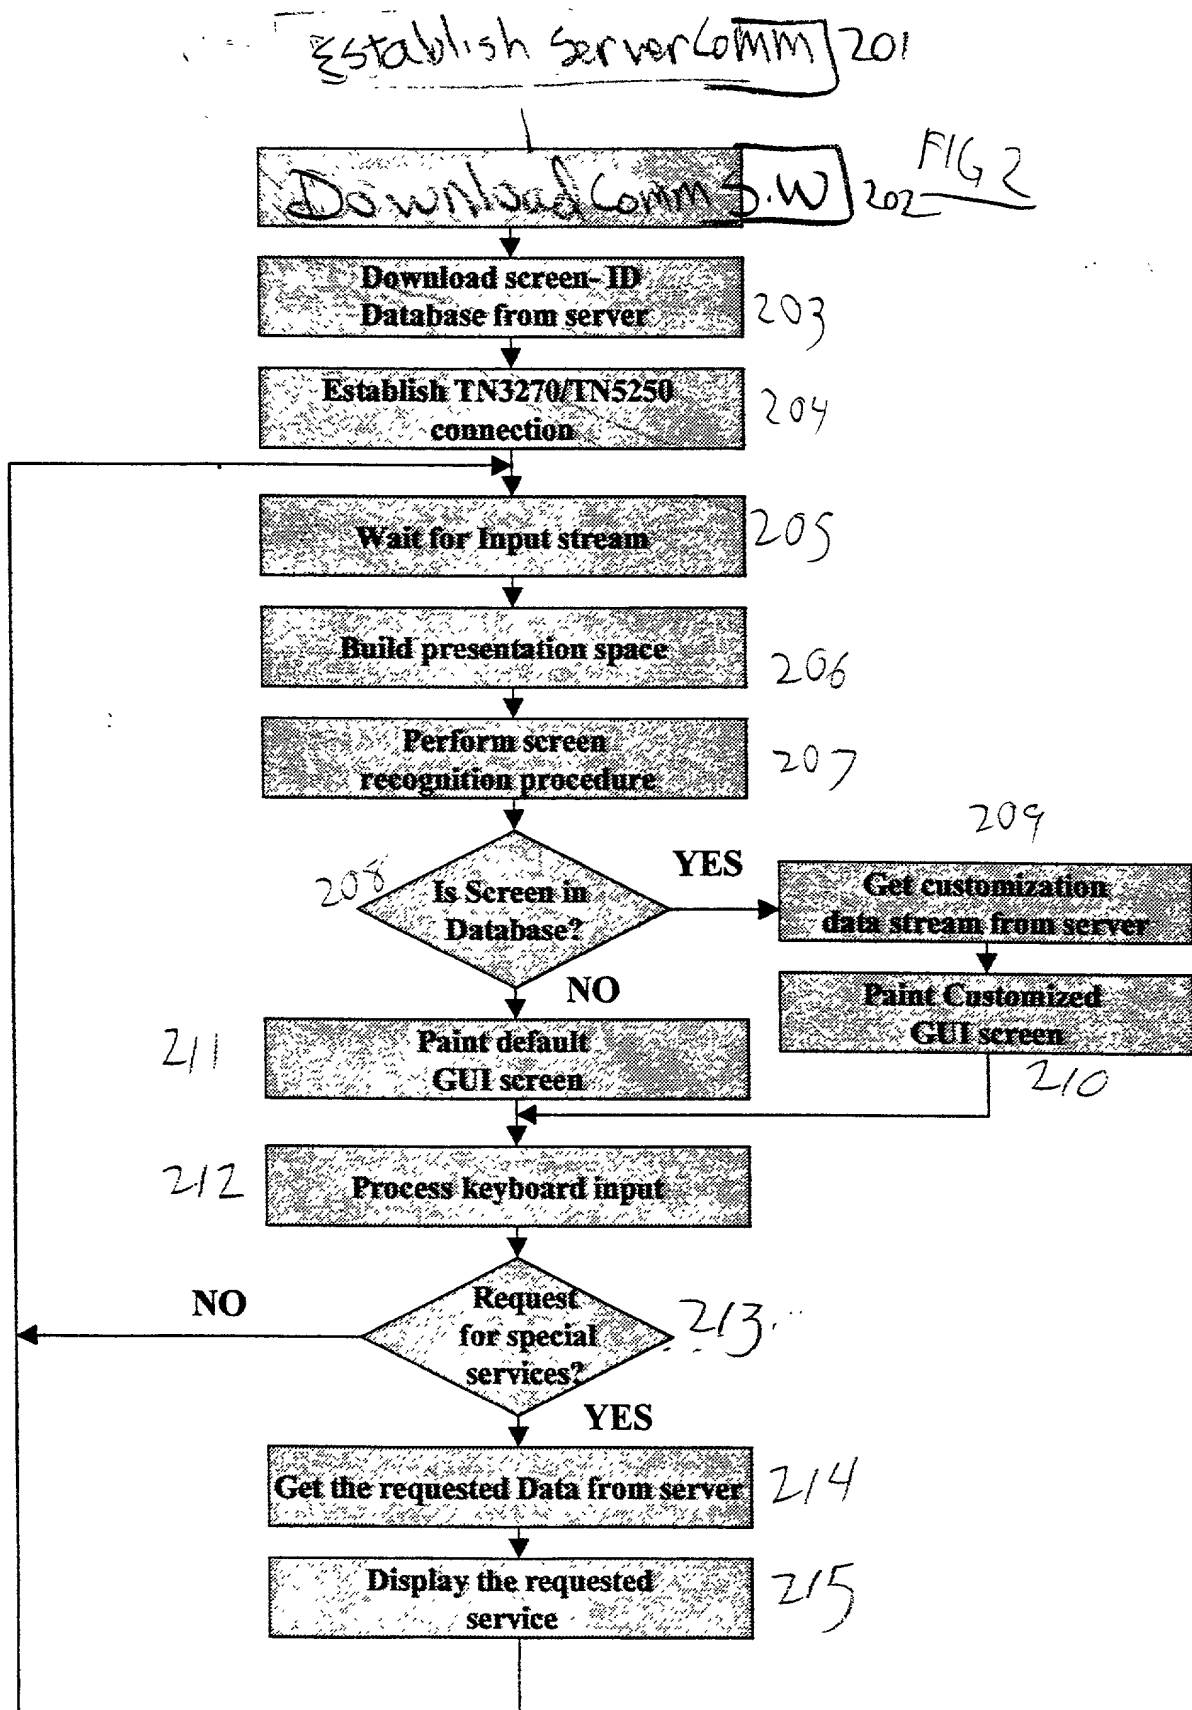 Establish Server Comm 201
Download Comm S.W 202
FIG 2
Download screen- ID
Database from server
203
Establish TN3270/TN5250
connection
204
Wait for Input stream
205
Build presentation space
206
Perform screen
recognition procedure
207
208
Is Screen in
Database?
YES
209
Get customization
data stream from server
NO
Paint Customized
GUI screen
210
211
Paint default
GUI screen
212
Process keyboard input
NO
Request
for special
services?
213
YES
Get the requested Data from server
214
Display the requested
service
215